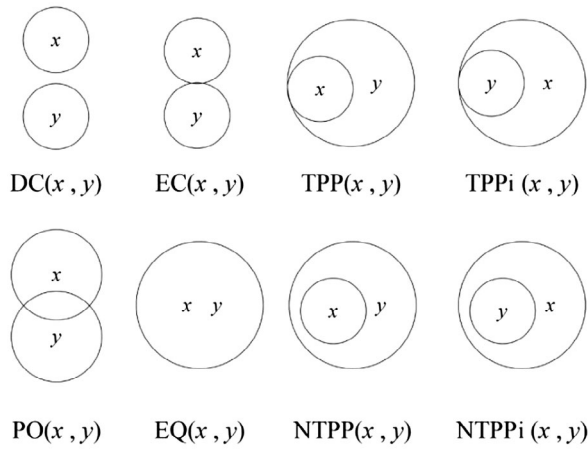 x
x
x
y
y
x
y
y
DC(x , y)
EC(x , y)
TPP(x , y)
TPPi (x , y)
x
y
x y
x
y
y
x
PO(x , y)
EQ(x , y)
NTPP(x , y)
NTPPi (x , y)